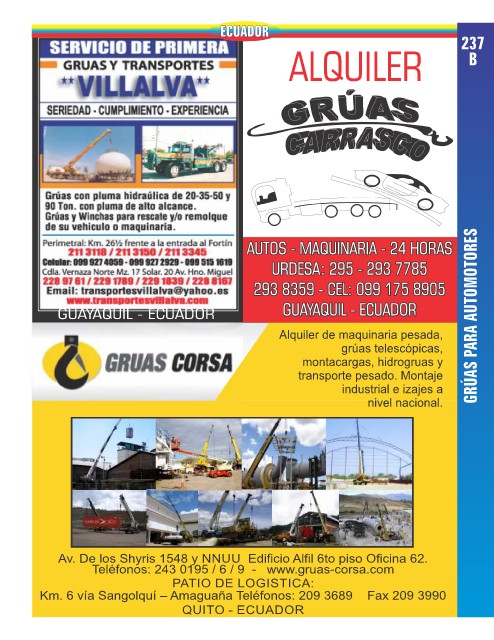 ECUADOR
237
B
GRÚAS PARA AUTOMOTORES
SERVICIO DE PRIMERA
GRUAS Y TRANSPORTES
**VILLALVA**
SERIEDAD - CUMPLIMIENTO - EXPERIENCIA
Grúas con pluma hidraúlica de 20-35-50 y
90 Ton. con pluma de alto alcance.
Grúas y Winchas para rescate y/o remolque
de su vehiculo o maquinaria.
Perimetral: Km. 26½ frente a la entrada al Fortín
211 3118 / 211 3150 / 211 3345
Celular: 099 927 4059 - 099 927 2929 - 099 515 1619
Cdla. Vernaza Norte Mz. 17 Solar. 20 Av. Hno. Miguel
228 9761 / 229 1789 / 229 1839 / 228 8167
Email: transportesvillalva@yahoo.es
www.transportesvillalva.com
GUAYAQUIL - ECUADOR
ALQUILER
GRÚAS
CARRASCO
AUTOS - MAQUINARIA - 24 HORAS
URDESA: 295 - 293 7785
293 8359 - CEL: 099 175 8905
GUAYAQUIL - ECUADOR
GRUAS CORSA
Alquiler de maquinaria pesada,
grúas telescópicas,
montacargas, hidrogruas y
transporte pesado. Montaje
industrial e izajes a
nivel nacional.
Av. De los Shyris 1548 y NNUU Edificio Alfil 6to piso Oficina 62.
Teléfonos: 243 0195 / 6 / 9 - www.gruas-corsa.com
PATIO DE LOGISTICA:
Km. 6 vía Sangolquí – Amaguaña Teléfonos: 209 3689 Fax 209 3990
QUITO - ECUADOR